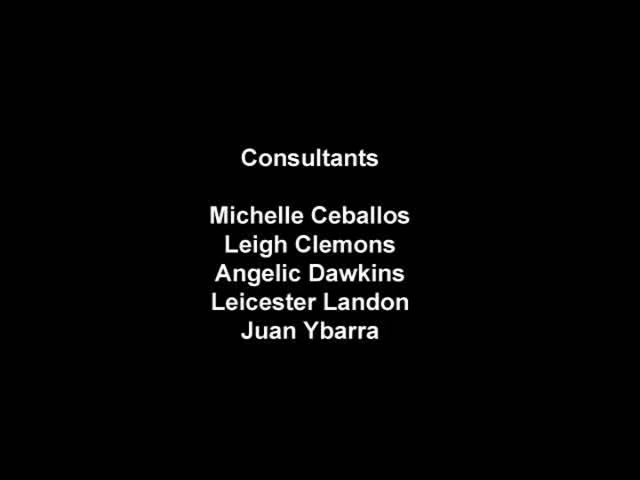 Consultants
Michelle Ceballos
Leigh Clemons
Angelic Dawkins
Leicester Landon
Juan Ybarra